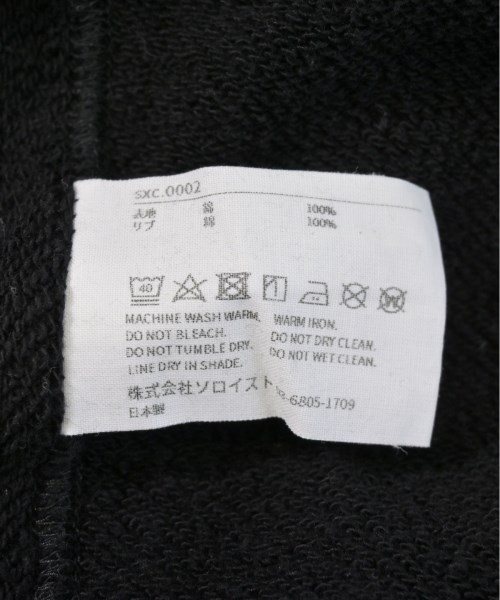 sxc.0002
表地 綿 100%
リブ 綿 100%
40
MACHINE WASH WARM. WARM IRON.
DO NOT BLEACH. DO NOT DRY CLEAN.
DO NOT TUMBLE DRY. DO NOT WET CLEAN.
LINE DRY IN SHADE.
株式会社ソロイスト -6805-1709
日本製